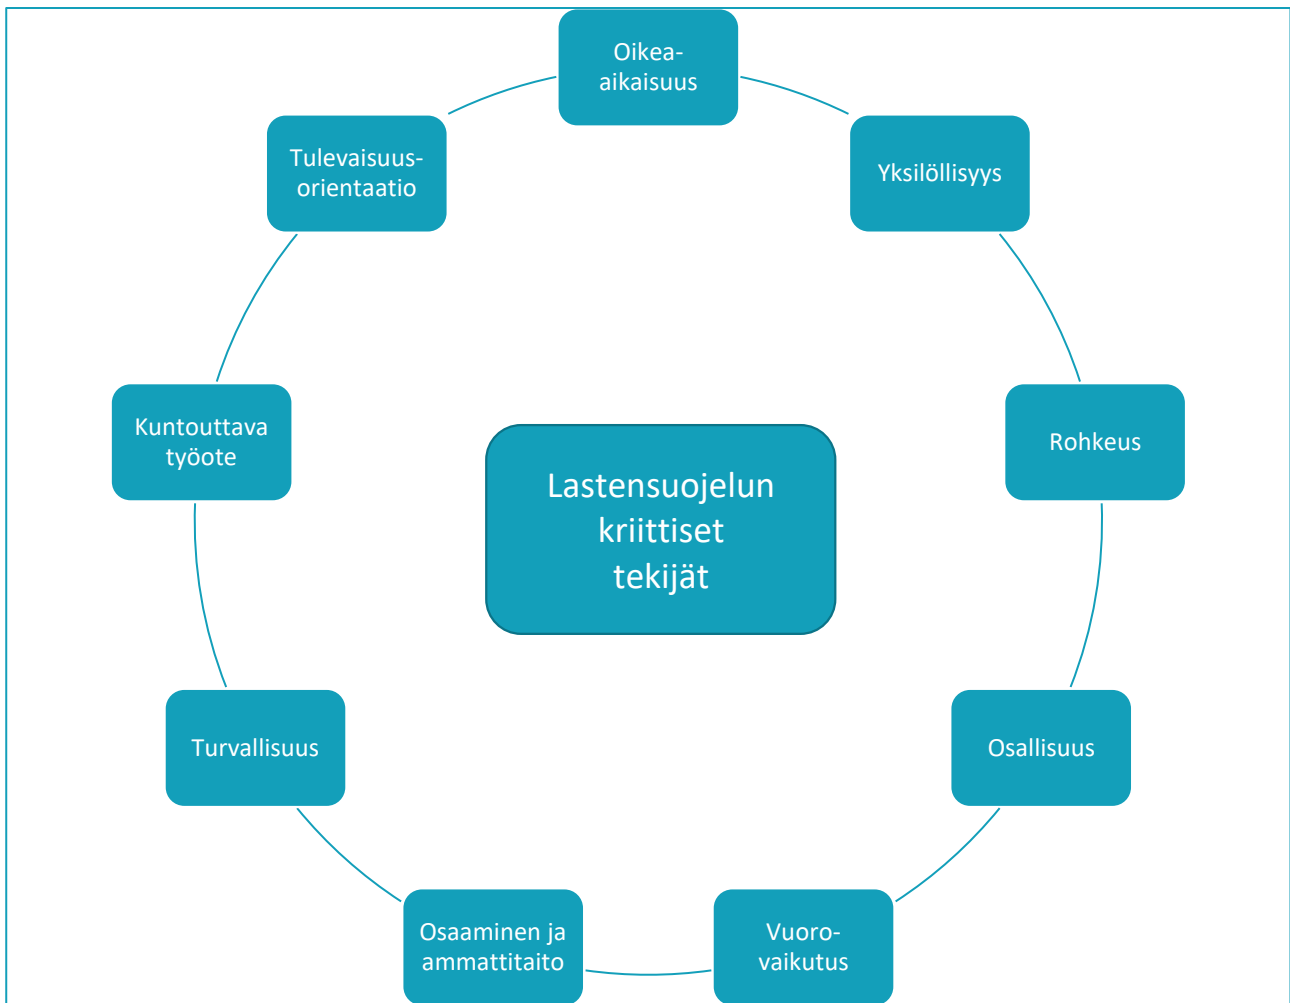 Oikea-
aikaisuus
Yksilöllisyys
Rohkeus
Osallisuus
Vuoro-
vaikutus
Osaaminen ja
ammattitaito
Turvallisuus
Kuntouttava
työote
Tulevaisuus-
orientaatio
Lastensuojelun
kriittiset
tekijät